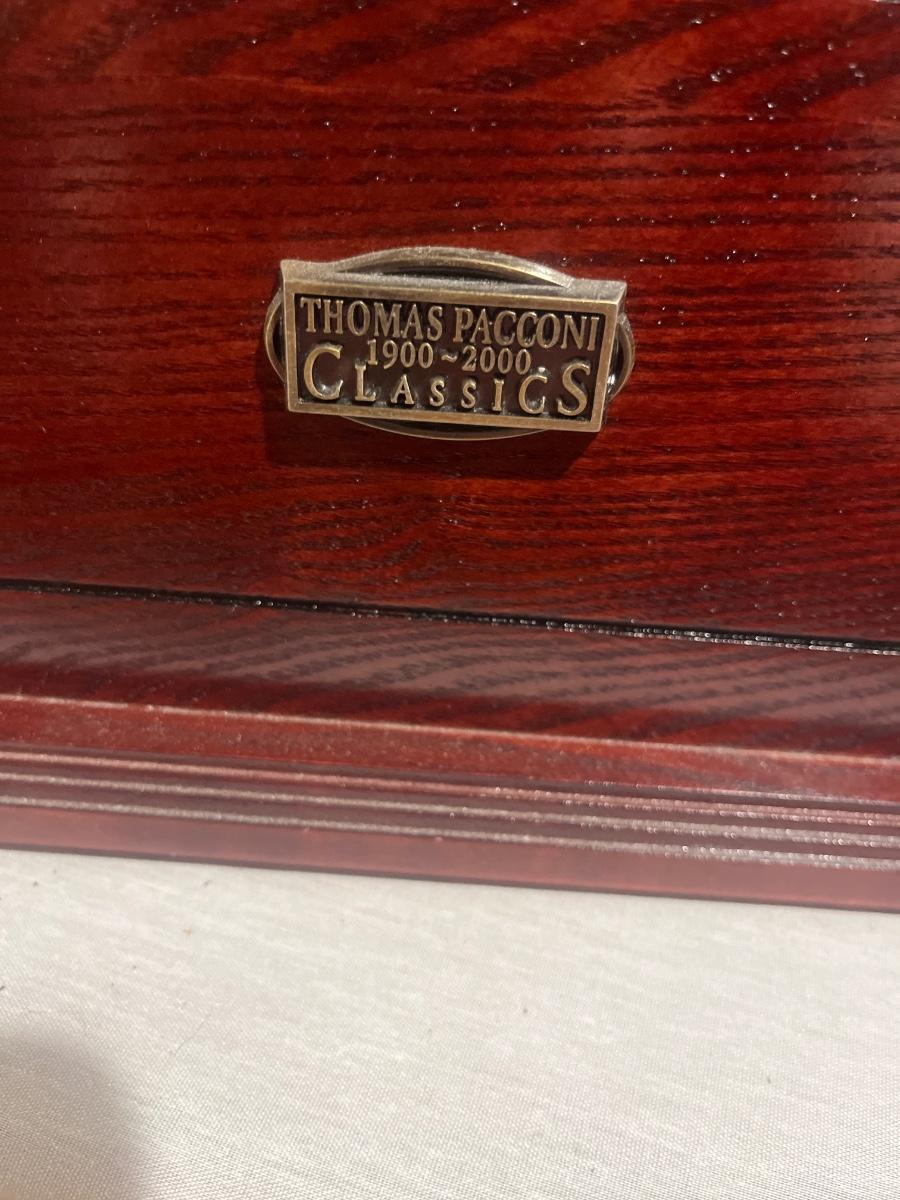 THOMAS PACCONI
1900~2000
CLASSICS